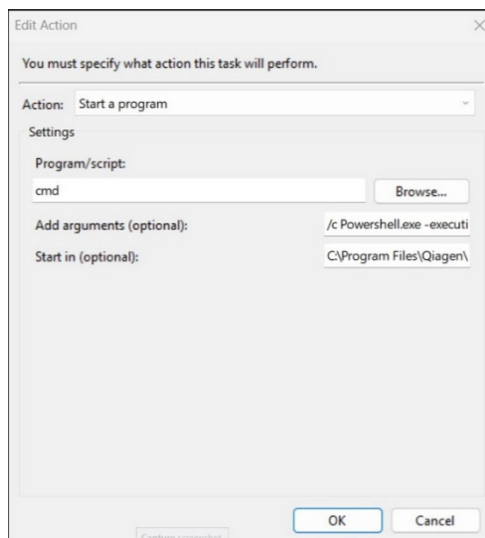 Edit Action
You must specify what action this task will perform.
Action: Start a program
Settings
Program/script:
cmd
Browse...
Add arguments (optional): /c Powershell.exe -executi
Start in (optional): C:\Program Files\Qiagen\
OK Cancel